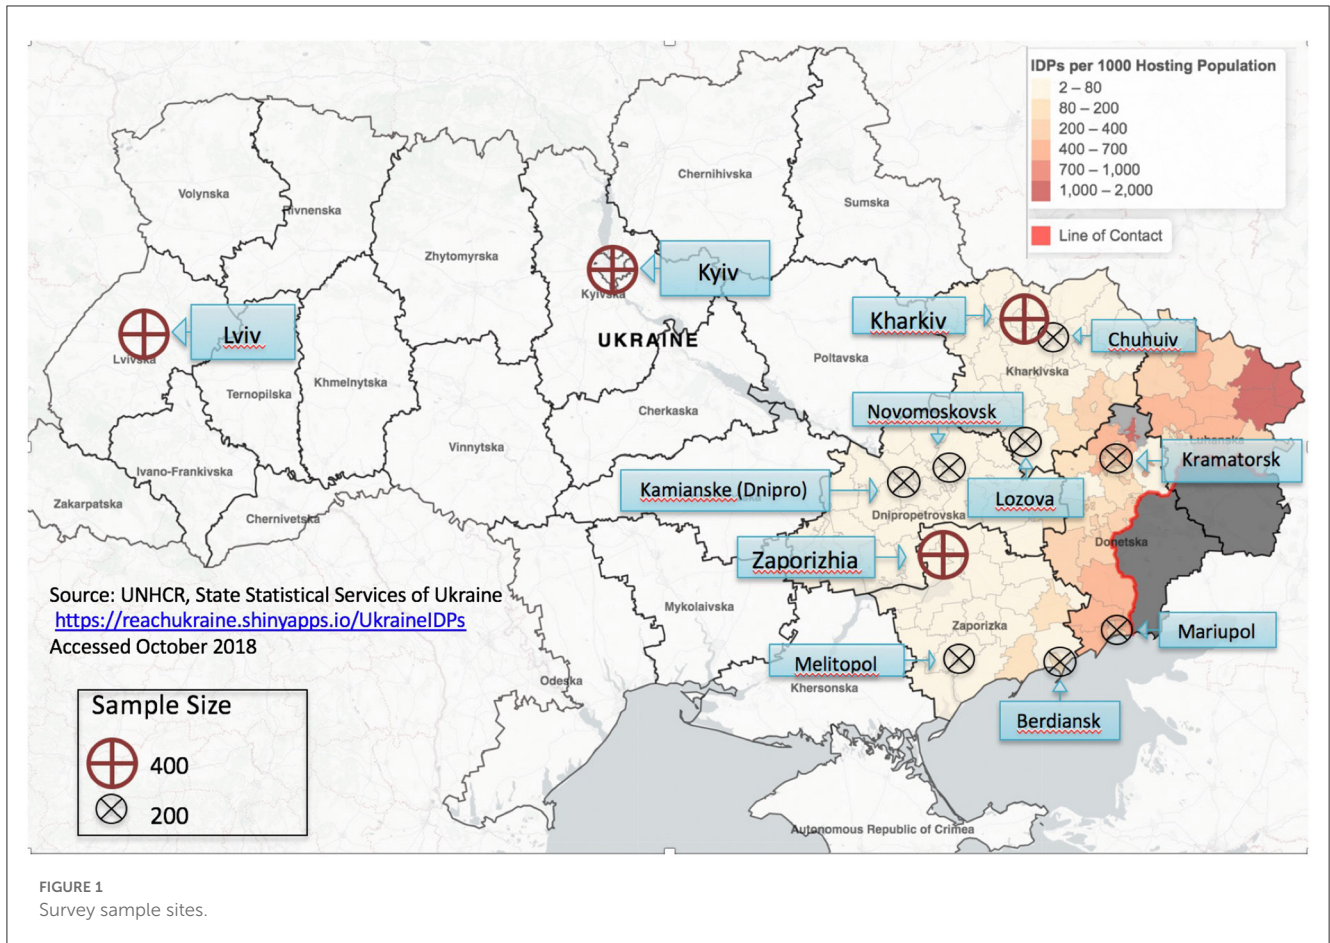 IDPs per 1000 Hosting Population
2 – 80
80 – 200
200 – 400
400 – 700
700 – 1,000
1,000 – 2,000
Line of Contact
Chernihivska
Volynska
Rivnenska
Sumska
Zhytomyrska
Kyiv
Kyivska
Kharkiv
Lviv
UKRAINE
Chuhuiv
Lvivska
Poltavska
Kharkivska
Khmelnytska
Ternopilska
Cherkaska
Novomoskovsk
Luhanska
Vinnytska
Kramatorsk
Ivano-Frankivska
Kamianske (Dnipro)
Lozova
Zakarpatska
Chernivetska
Dnipropetrovska
Donetska
Zaporizhia
Source: UNHCR, State Statistical Services of Ukraine
https://reachukraine.shinyapps.io/UkraineIDPs
Accessed October 2018
Mykolaivska
Zaporizka
Mariupol
Melitopol
Odeska
Khersonska
Berdiansk
Sample Size
400
200
Autonomous Republic of Crimea
FIGURE 1
Survey sample sites.